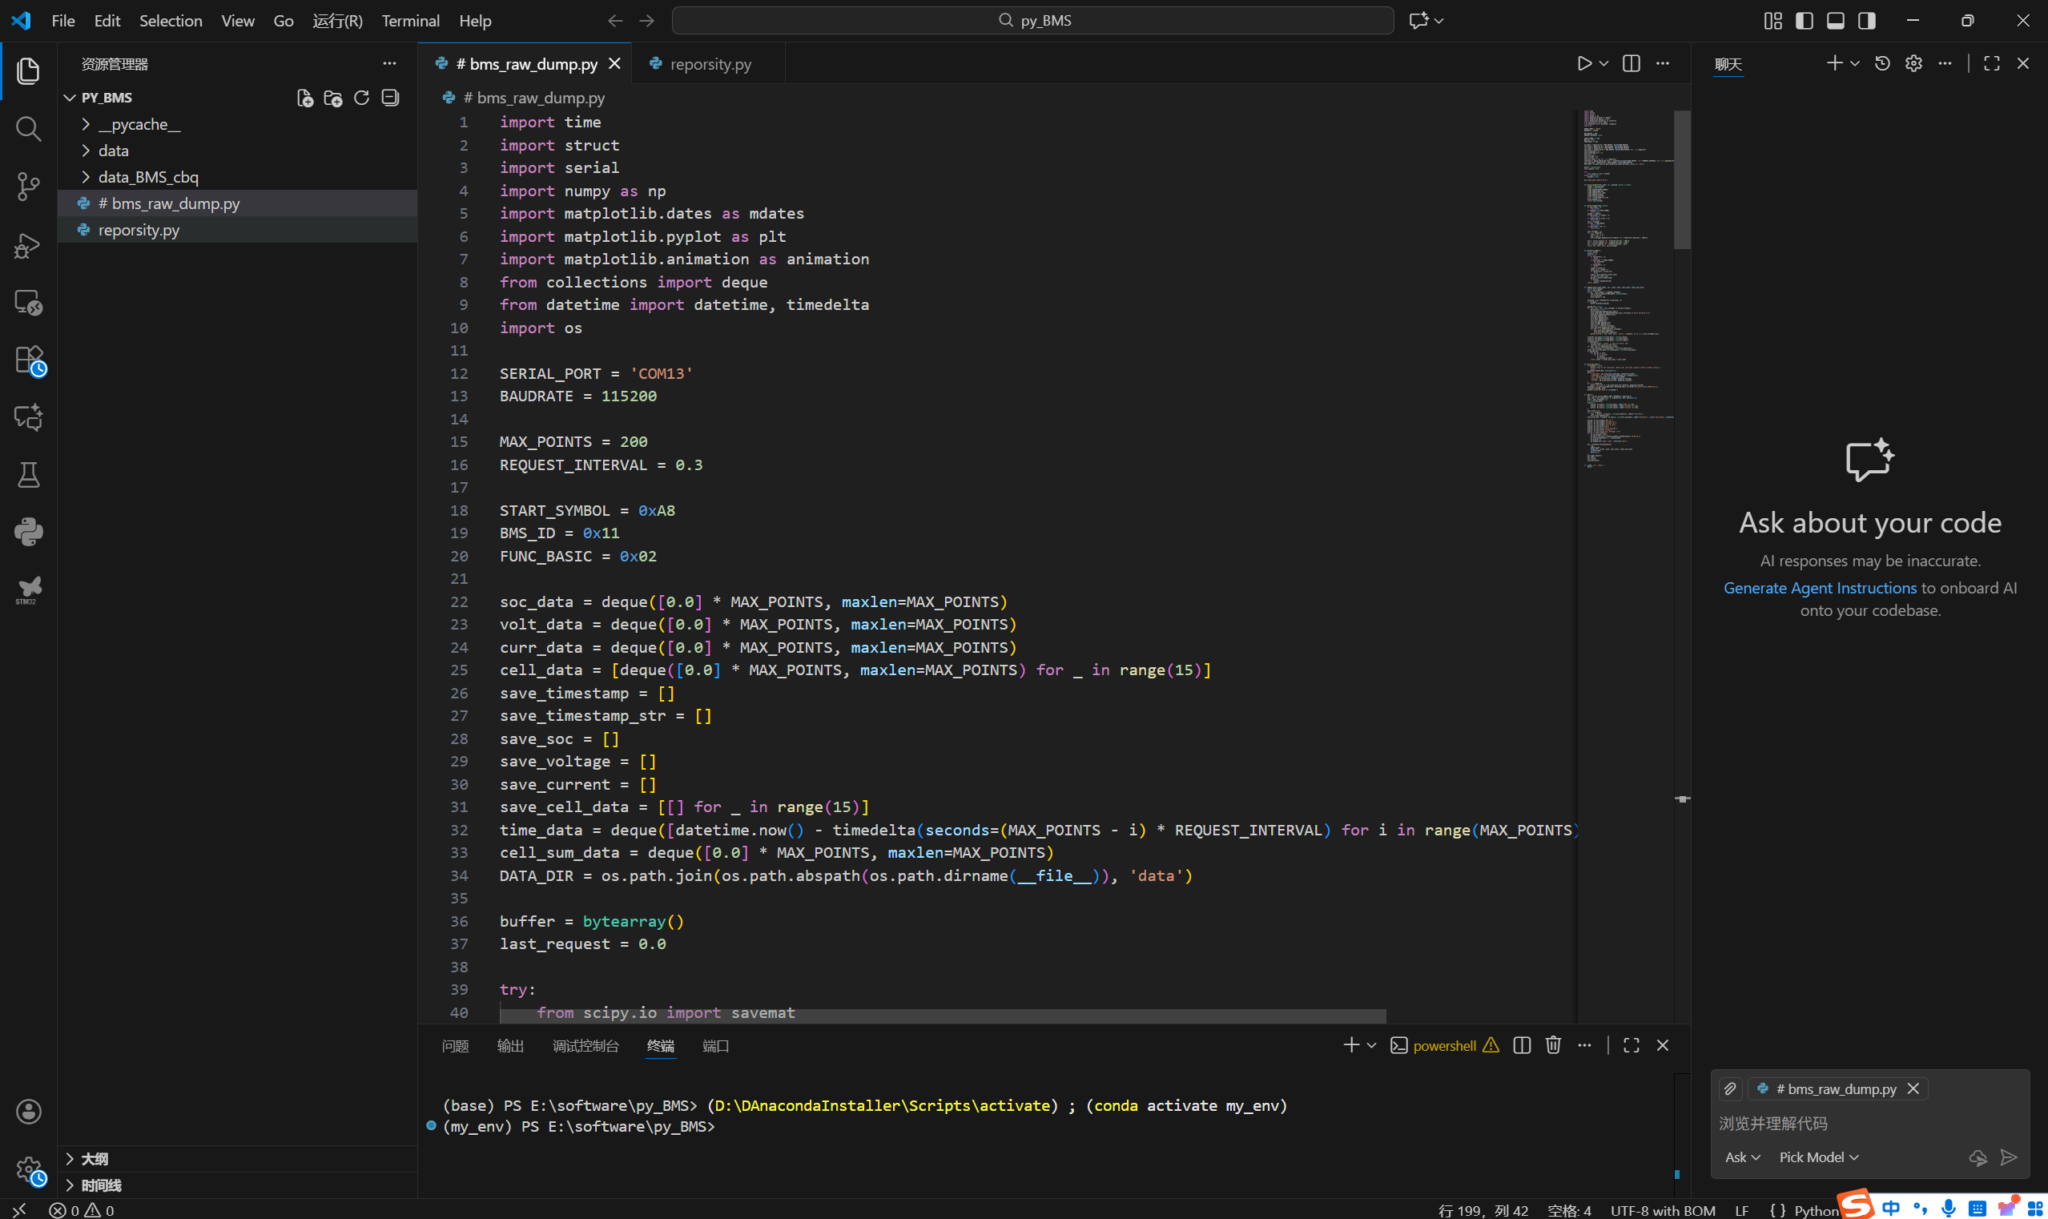 File Edit Selection View Go 运行(R) Terminal Help
py_BMS
资源管理器
PY_BMS
__pycache__
data
data_BMS_cbq
# bms_raw_dump.py
reporsity.py
大纲
时间线
# bms_raw_dump.py
reporsity.py
# bms_raw_dump.py
1 import time
2 import struct
3 import serial
4 import numpy as np
5 import matplotlib.dates as mdates
6 import matplotlib.pyplot as plt
7 import matplotlib.animation as animation
8 from collections import deque
9 from datetime import datetime, timedelta
10 import os
11
12 SERIAL_PORT = 'COM13'
13 BAUDRATE = 115200
14
15 MAX_POINTS = 200
16 REQUEST_INTERVAL = 0.3
17
18 START_SYMBOL = 0xA8
19 BMS_ID = 0x11
20 FUNC_BASIC = 0x02
21
22 soc_data = deque([0.0] * MAX_POINTS, maxlen=MAX_POINTS)
23 volt_data = deque([0.0] * MAX_POINTS, maxlen=MAX_POINTS)
24 curr_data = deque([0.0] * MAX_POINTS, maxlen=MAX_POINTS)
25 cell_data = [deque([0.0] * MAX_POINTS, maxlen=MAX_POINTS) for _ in range(15)]
26 save_timestamp = []
27 save_timestamp_str = []
28 save_soc = []
29 save_voltage = []
30 save_current = []
31 save_cell_data = [[] for _ in range(15)]
32 time_data = deque([datetime.now() - timedelta(seconds=(MAX_POINTS - i) * REQUEST_INTERVAL) for i in range(MAX_POINTS)
33 cell_sum_data = deque([0.0] * MAX_POINTS, maxlen=MAX_POINTS)
34 DATA_DIR = os.path.join(os.path.abspath(os.path.dirname(__file__)), 'data')
35
36 buffer = bytearray()
37 last_request = 0.0
38
39 try:
40 from scipy.io import savemat
问题 输出 调试控制台 终端 端口
powershell
(base) PS E:\software\py_BMS> (D:\DAnacondaInstaller\Scripts\activate) ; (conda activate my_env)
(my_env) PS E:\software\py_BMS>
聊天
Ask about your code
AI responses may be inaccurate.
Generate Agent Instructions to onboard AI
onto your codebase.
# bms_raw_dump.py
浏览并理解代码
Ask Pick Model
STM32
0 0
行 199，列 42 空格: 4 UTF-8 with BOM LF { } Python
中